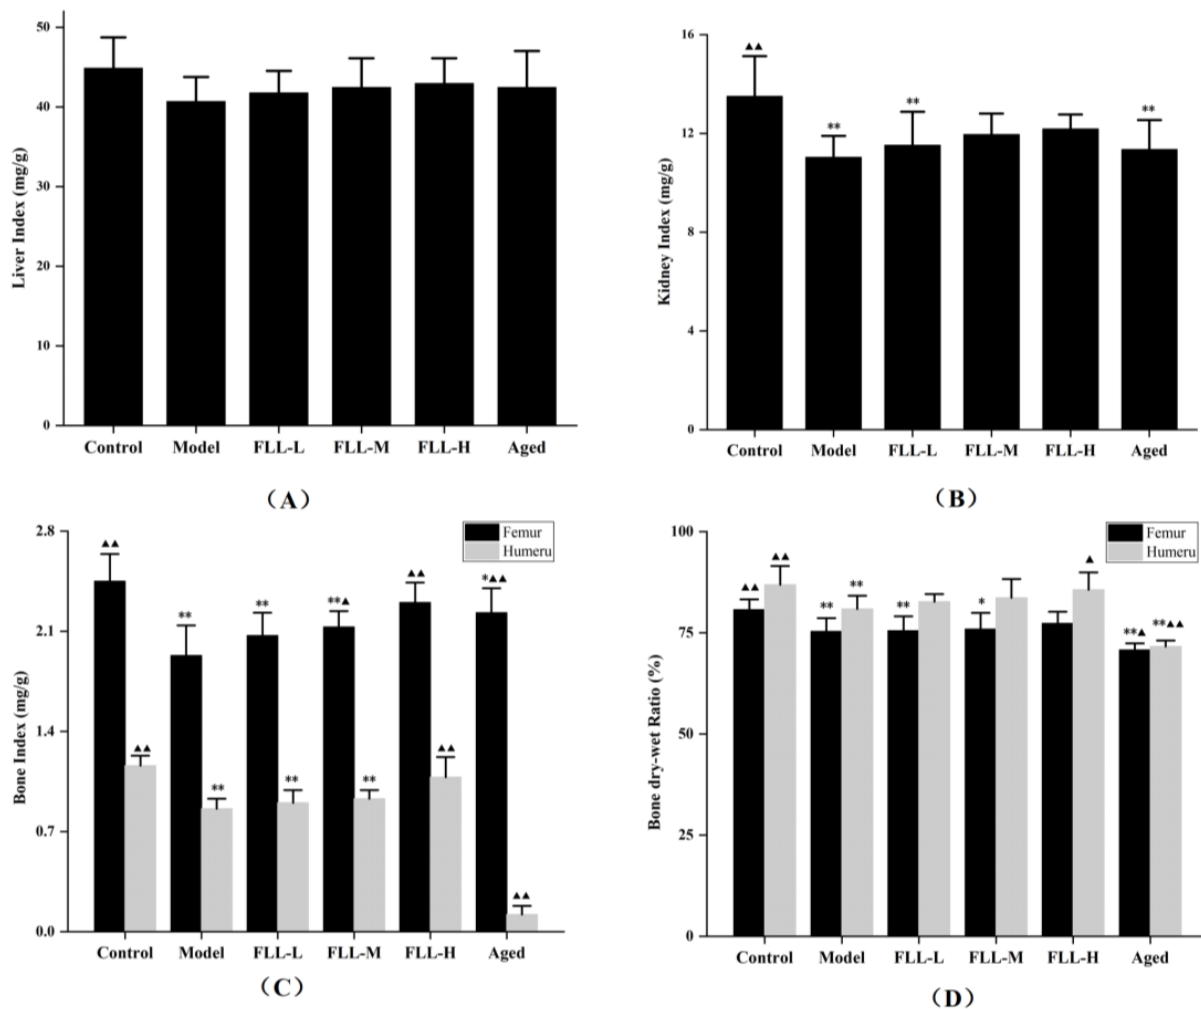 50
40
30
20
10
0
Liver Index (mg/g)
Control Model FLL-L FLL-M FLL-H Aged
（A）
16
12
8
4
0
Kidney Index (mg/g)
▲▲ ** ** **
Control Model FLL-L FLL-M FLL-H Aged
（B）
2.8
2.1
1.4
0.7
0.0
Bone Index (mg/g)
Femur
Humeru
▲▲ ** ** **▲ ▲▲ *▲▲
▲▲ ** ** ** ▲▲ ▲▲
Control Model FLL-L FLL-M FLL-H Aged
（C）
100
75
50
25
0
Bone dry-wet Ratio (%)
Femur
Humeru
▲▲ ▲▲ ** ** ** * ▲ **▲ **▲▲
Control Model FLL-L FLL-M FLL-H Aged
（D）